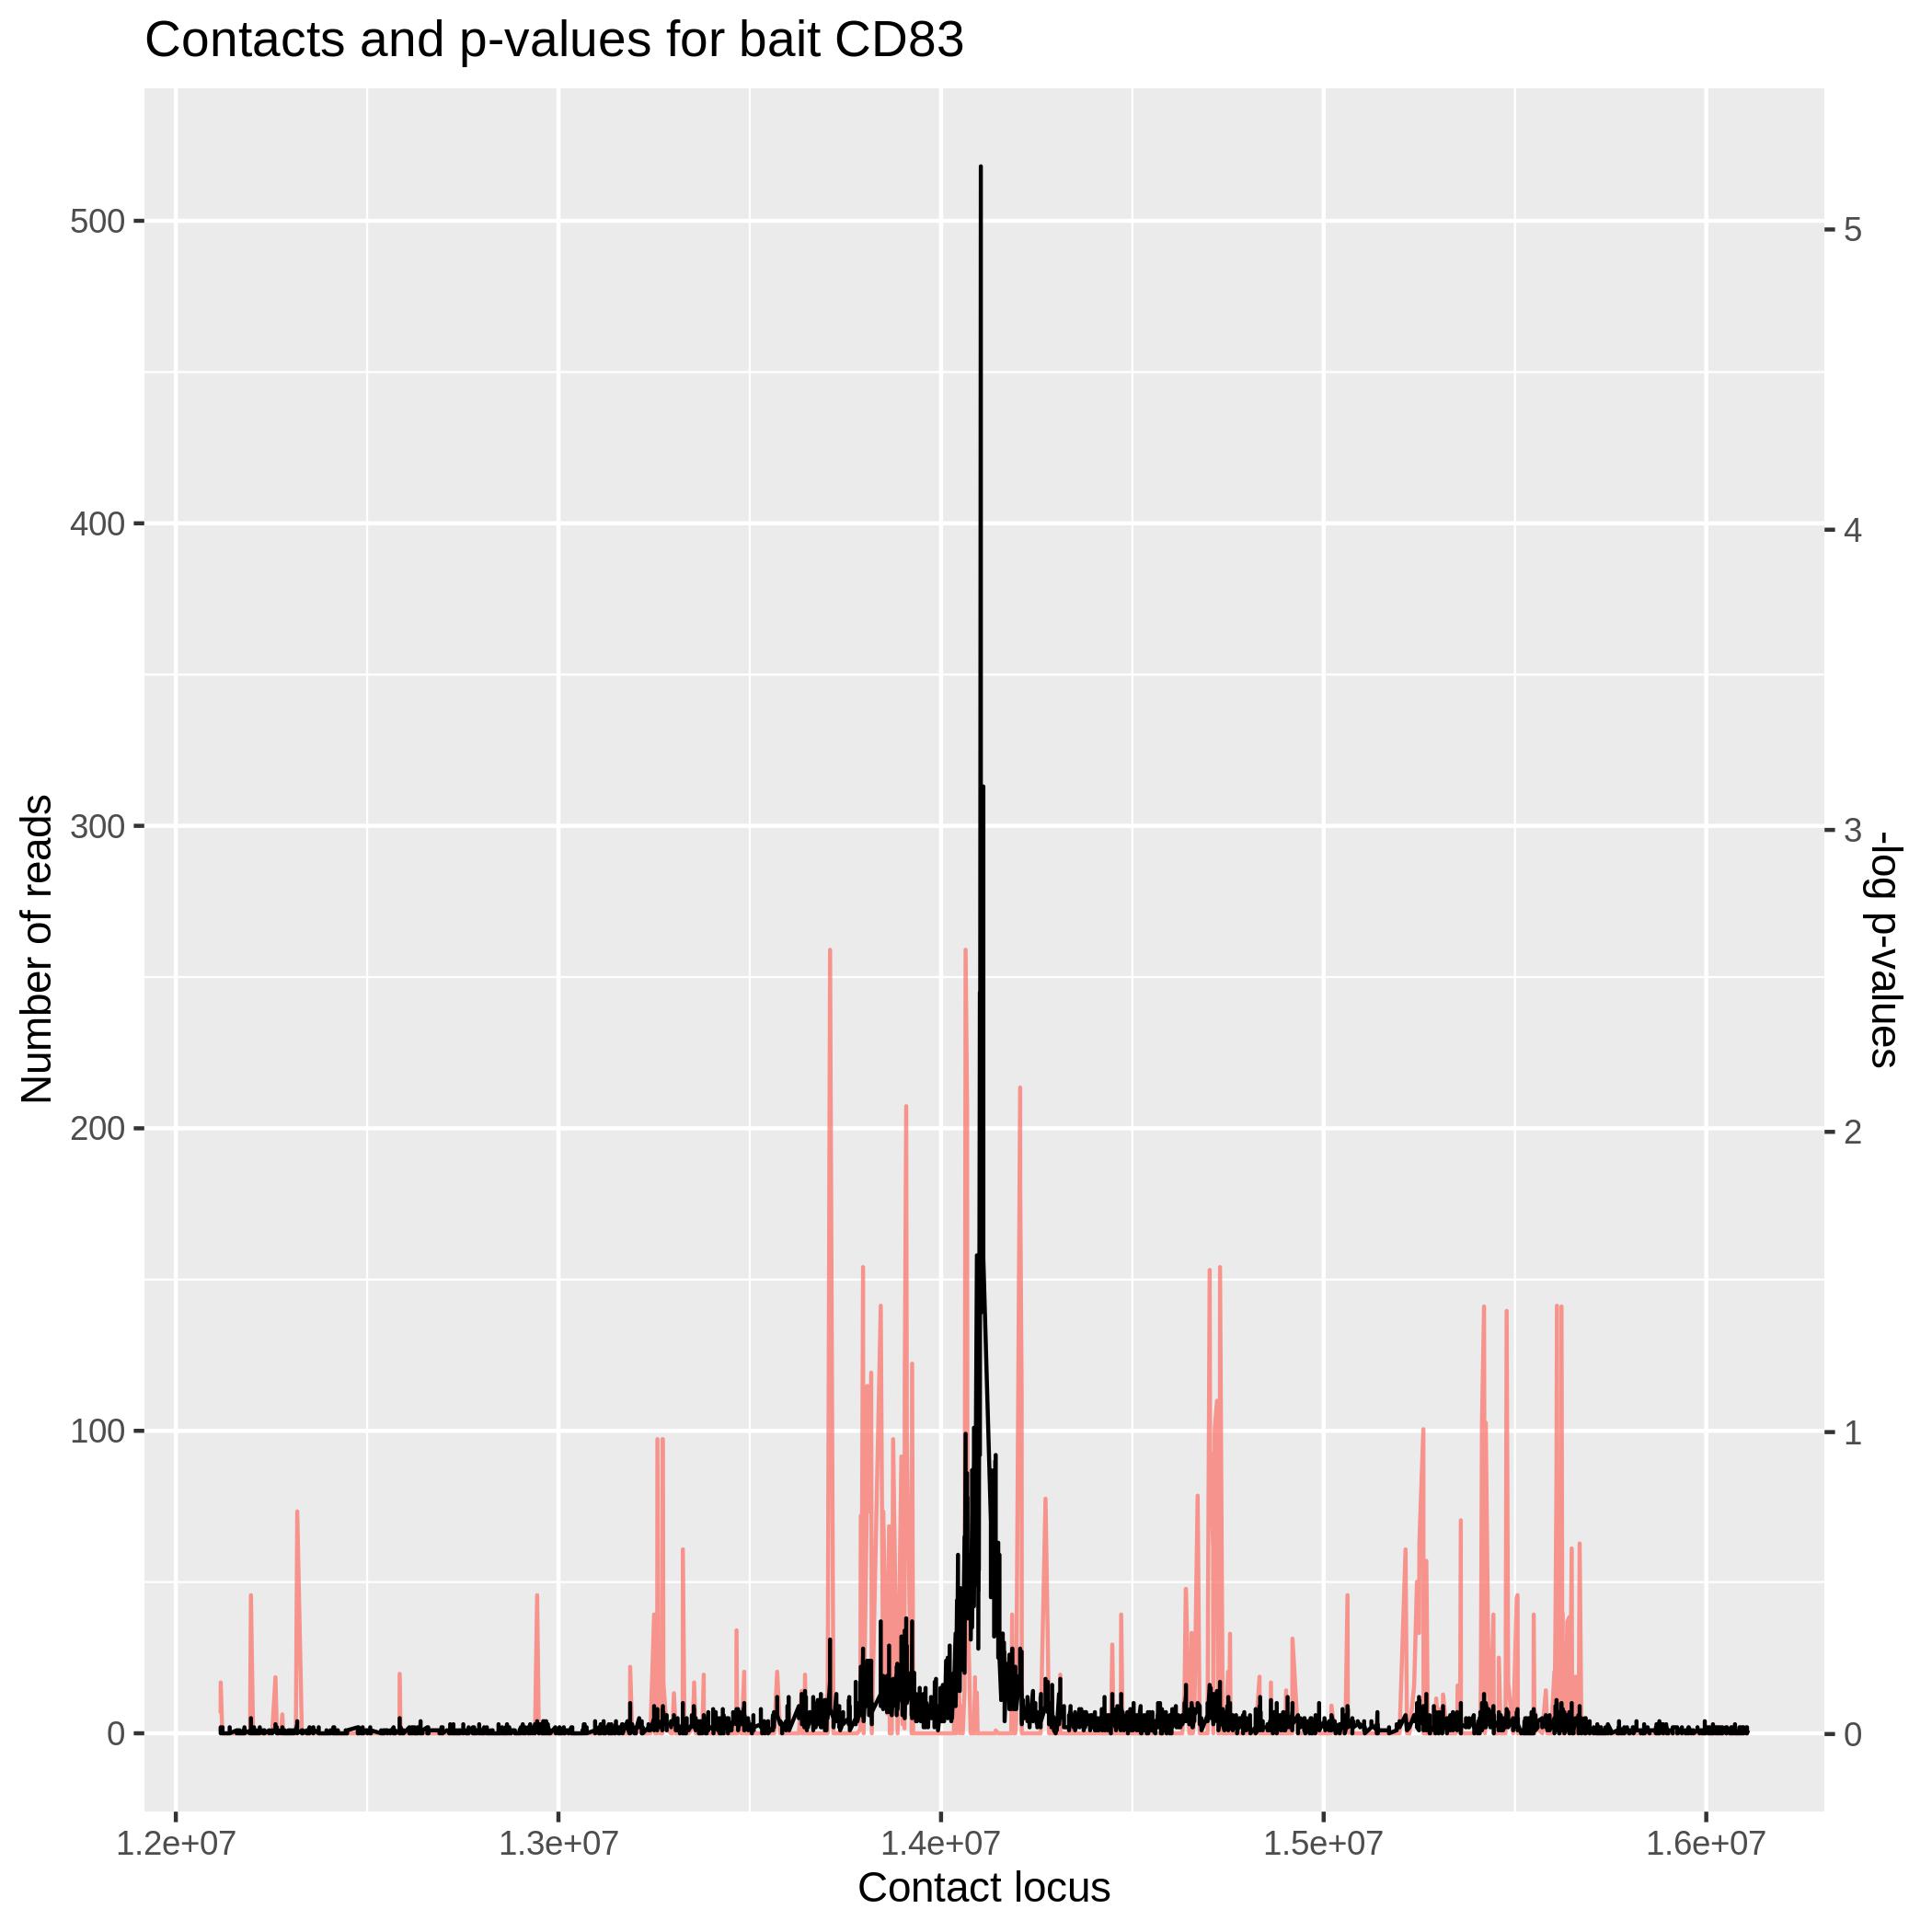 Contacts and p-values for bait CD83
500
400
300
200
100
0
Number of reads
5
4
3
2
1
0
-log p-values
1.2e+07 1.3e+07 1.4e+07 1.5e+07 1.6e+07
Contact locus